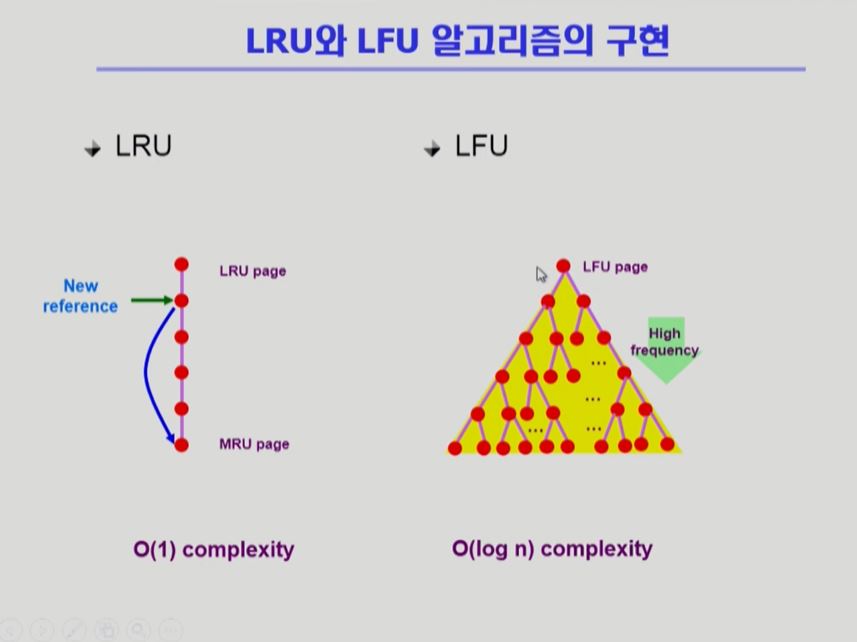 LRU와 LFU 알고리즘의 구현
LRU
LRU page
New
reference
MRU page
O(1) complexity
LFU
LFU page
High
frequency
...
...
...
...
O(log n) complexity